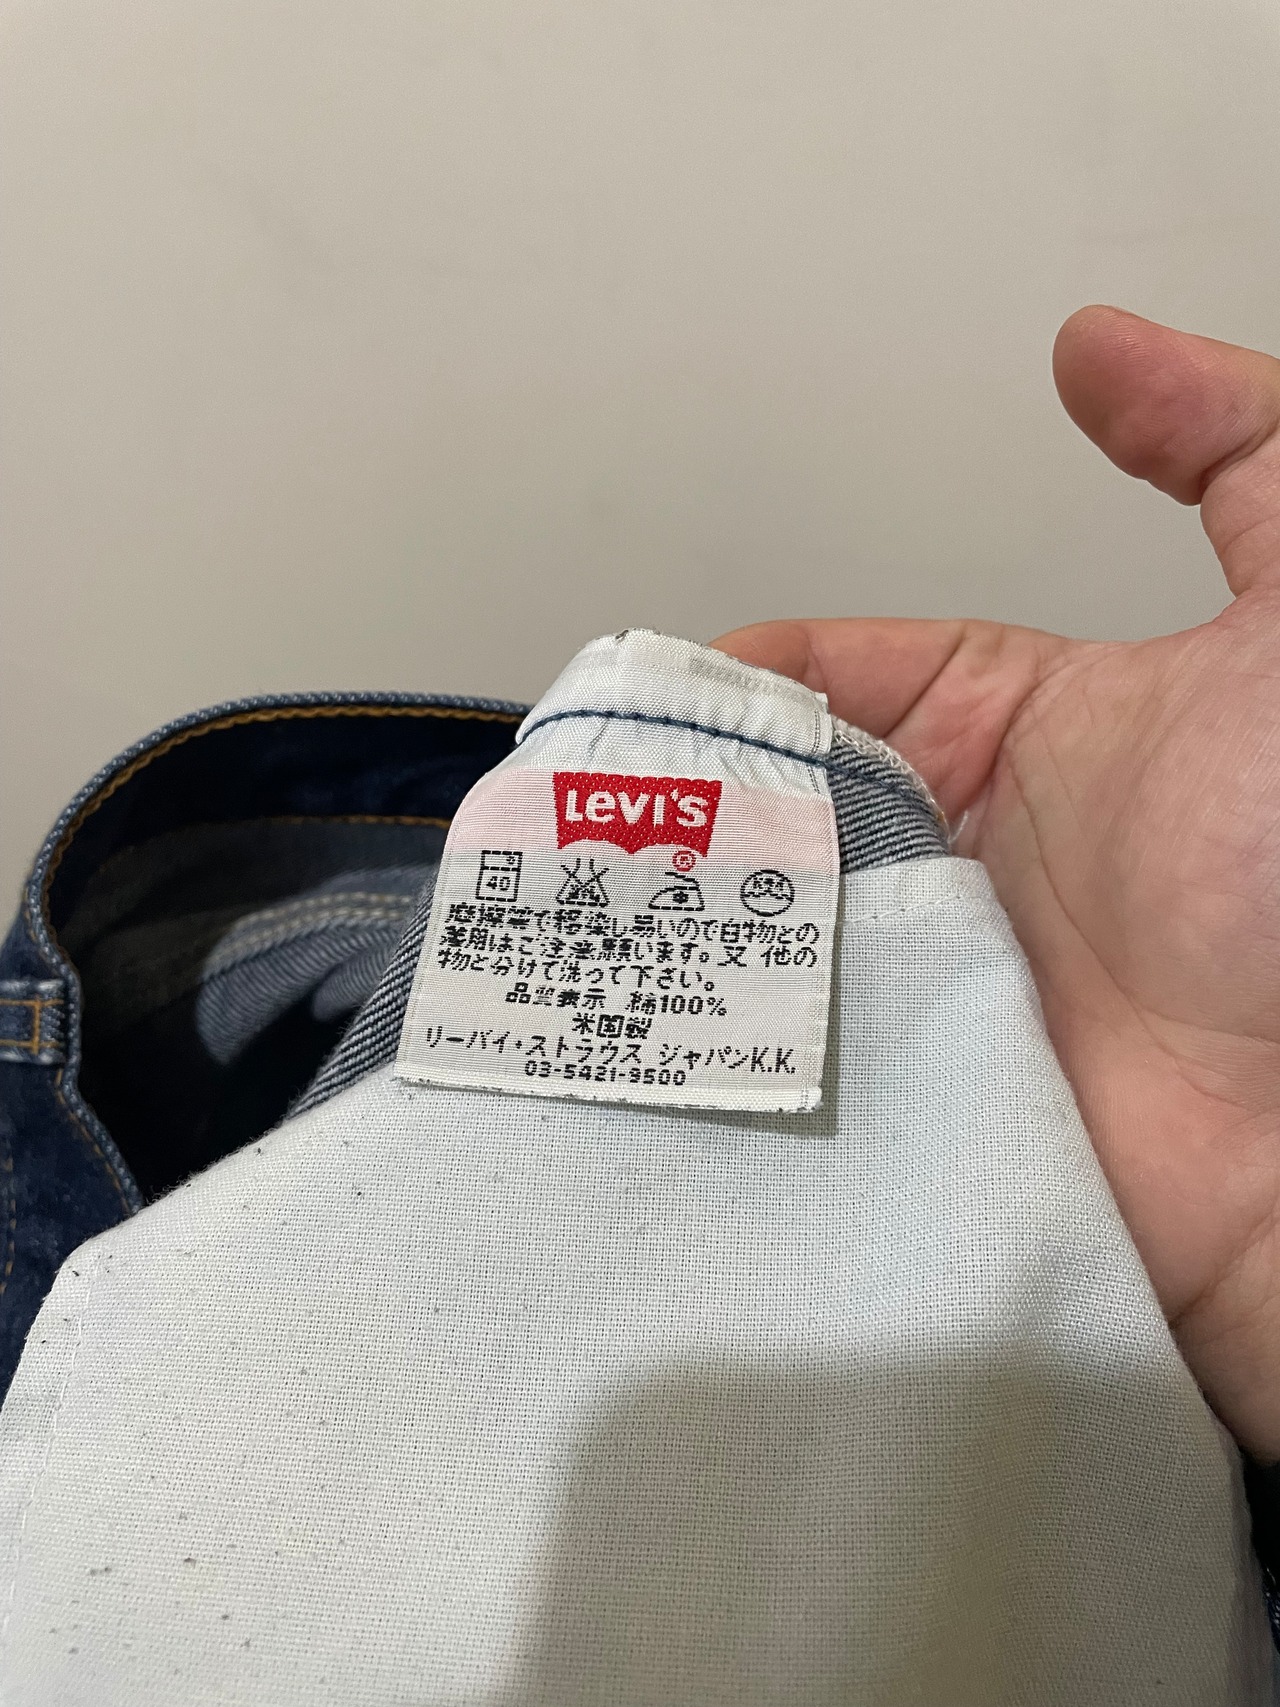 Levi's
®
40
摩擦等で移染し易いので白物との
着用はご注意願います。又 他の
物と分けて洗って下さい。
品質表示 綿100%
米国製
リーバイ・ストラウス ジャパンK.K.
03-5421-9500